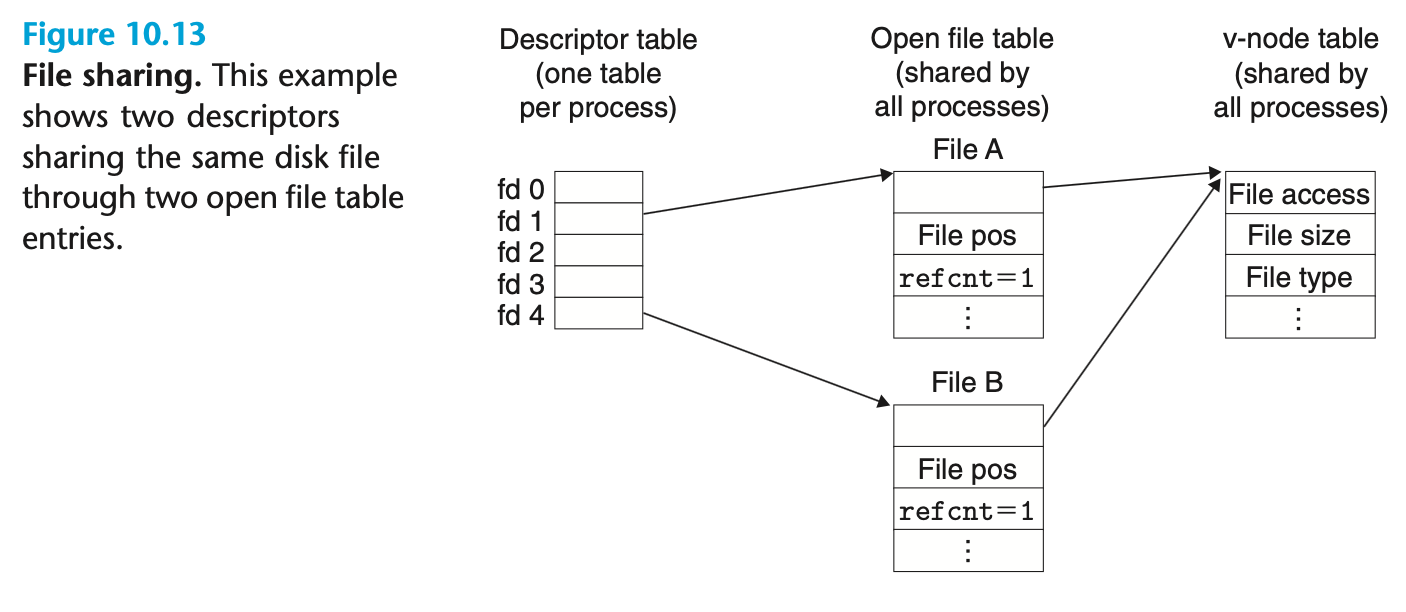 Figure 10.13
File sharing. This example
shows two descriptors
sharing the same disk file
through two open file table
entries.
Descriptor table
(one table
per process)
Open file table
(shared by
all processes)
v-node table
(shared by
all processes)
fd 0
fd 1
fd 2
fd 3
fd 4
File A
File pos
refcnt=1
⋮
File B
File pos
refcnt=1
⋮
File access
File size
File type
⋮